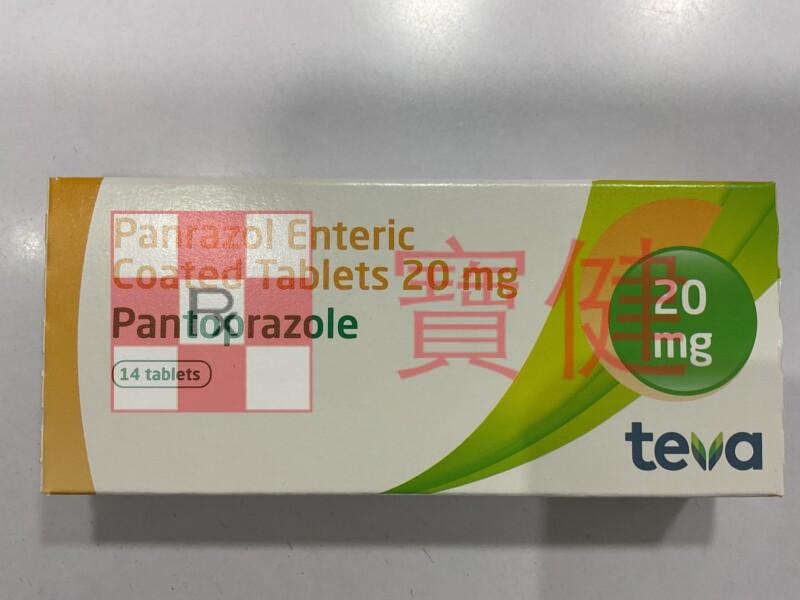 Panrazol Enteric
Coated Tablets 20 mg
Pantoprazole
14 tablets
20
mg
teva
R
寶健